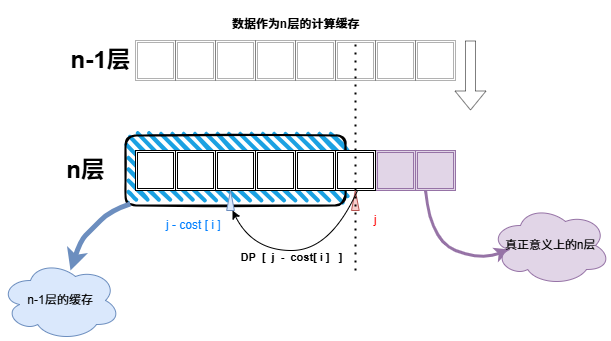 数据作为n层的计算缓存
n-1层
n层
j - cost [ i ]
j
DP [ j - cost[ i ] ]
真正意义上的n层
n-1层的缓存